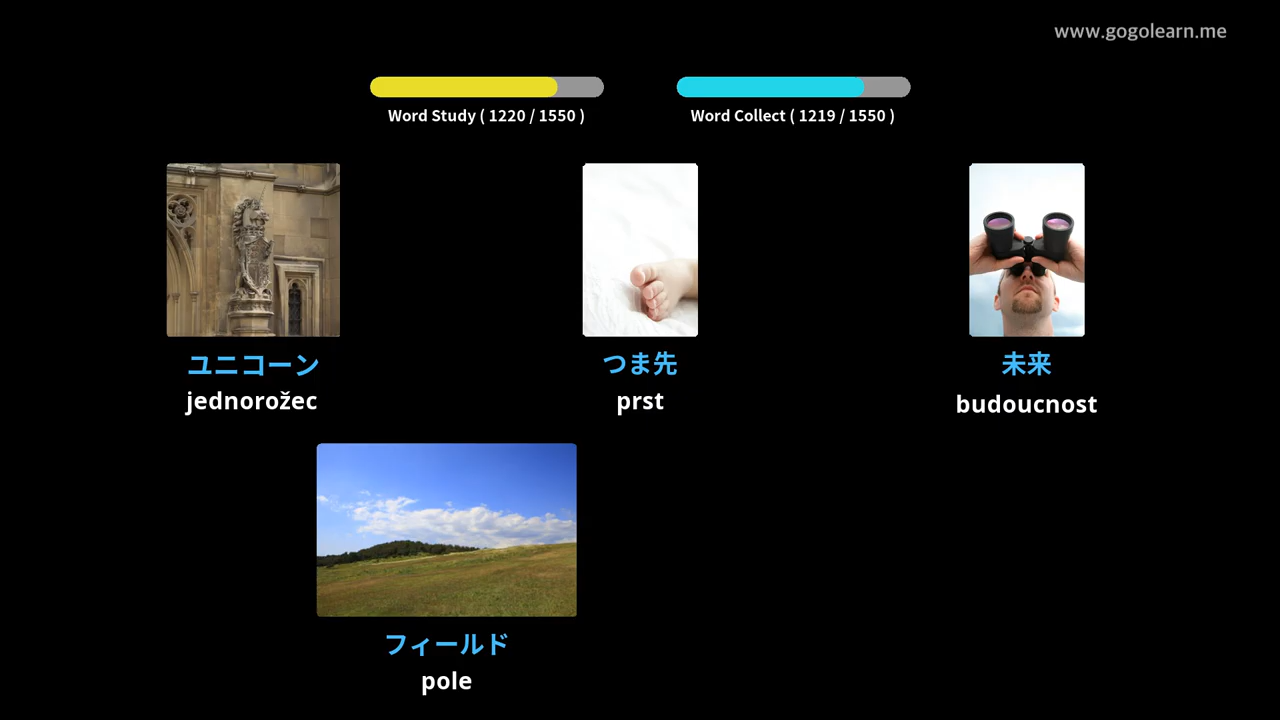 www.gogolearn.me
Word Study ( 1220 / 1550 )
Word Collect ( 1219 / 1550 )
ユニコーン
jednorožec
つま先
prst
未来
budoucnost
フィールド
pole